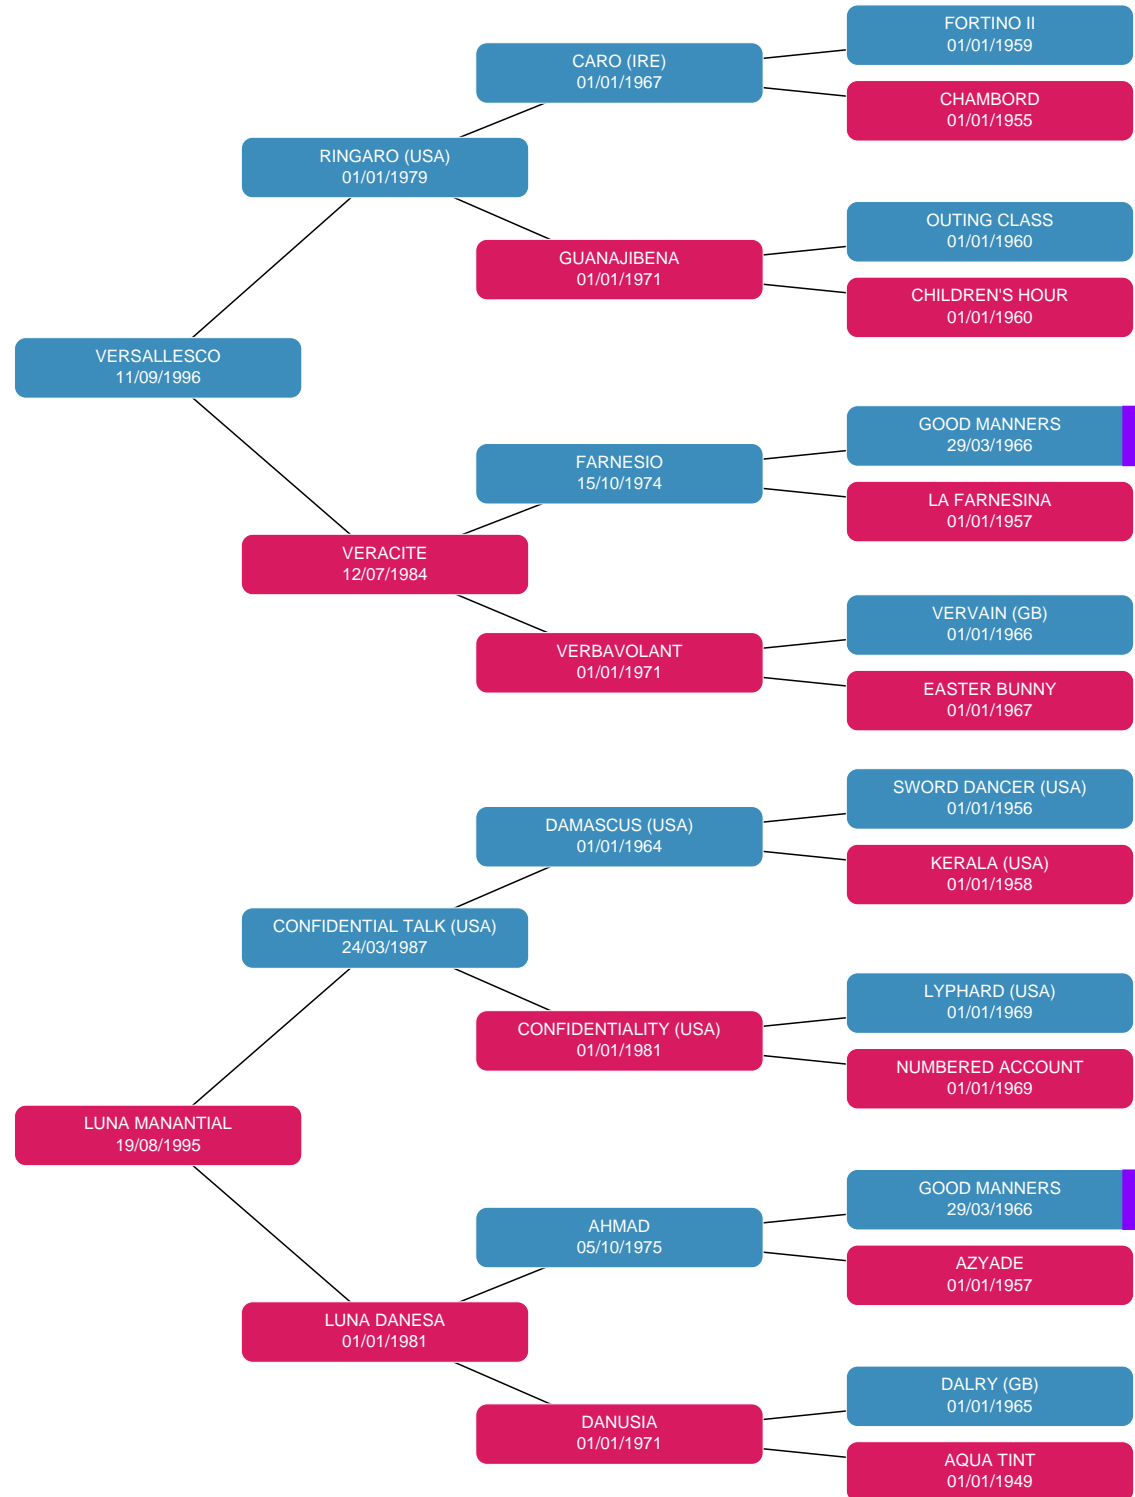 FORTINO II
01/01/1959
CARO (IRE)
01/01/1967
CHAMBORD
01/01/1955
RINGARO (USA)
01/01/1979
OUTING CLASS
01/01/1960
GUANAJIBENA
01/01/1971
CHILDREN'S HOUR
01/01/1960
VERSALLESCO
11/09/1996
GOOD MANNERS
29/03/1966
FARNESIO
15/10/1974
LA FARNESINA
01/01/1957
VERACITE
12/07/1984
VERVAIN (GB)
01/01/1966
VERBAVOLANT
01/01/1971
EASTER BUNNY
01/01/1967
SWORD DANCER (USA)
01/01/1956
DAMASCUS (USA)
01/01/1964
KERALA (USA)
01/01/1958
CONFIDENTIAL TALK (USA)
24/03/1987
LYPHARD (USA)
01/01/1969
CONFIDENTIALITY (USA)
01/01/1981
NUMBERED ACCOUNT
01/01/1969
LUNA MANANTIAL
19/08/1995
GOOD MANNERS
29/03/1966
AHMAD
05/10/1975
AZYADE
01/01/1957
LUNA DANESA
01/01/1981
DALRY (GB)
01/01/1965
DANUSIA
01/01/1971
AQUA TINT
01/01/1949